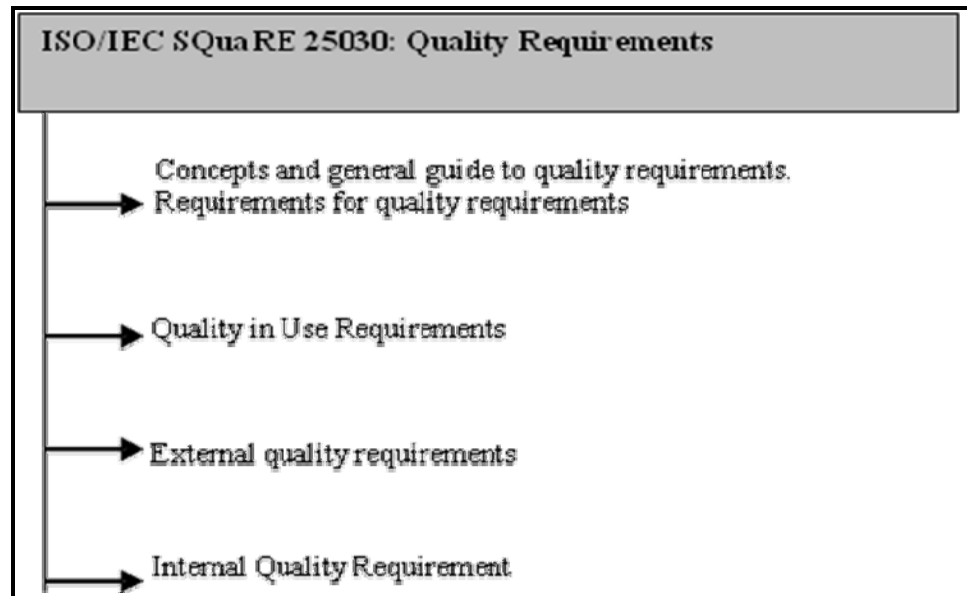 ISO/IEC SQuaRE 25030: Quality Requirements
Concepts and general guide to quality requirements.
Requirements for quality requirements
Quality in Use Requirements
External quality requirements
Internal Quality Requirement